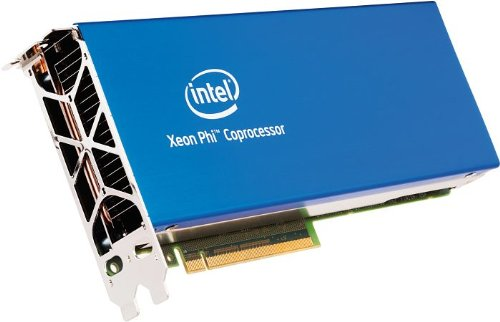 intel
Xeon Phi™ Coprocessor